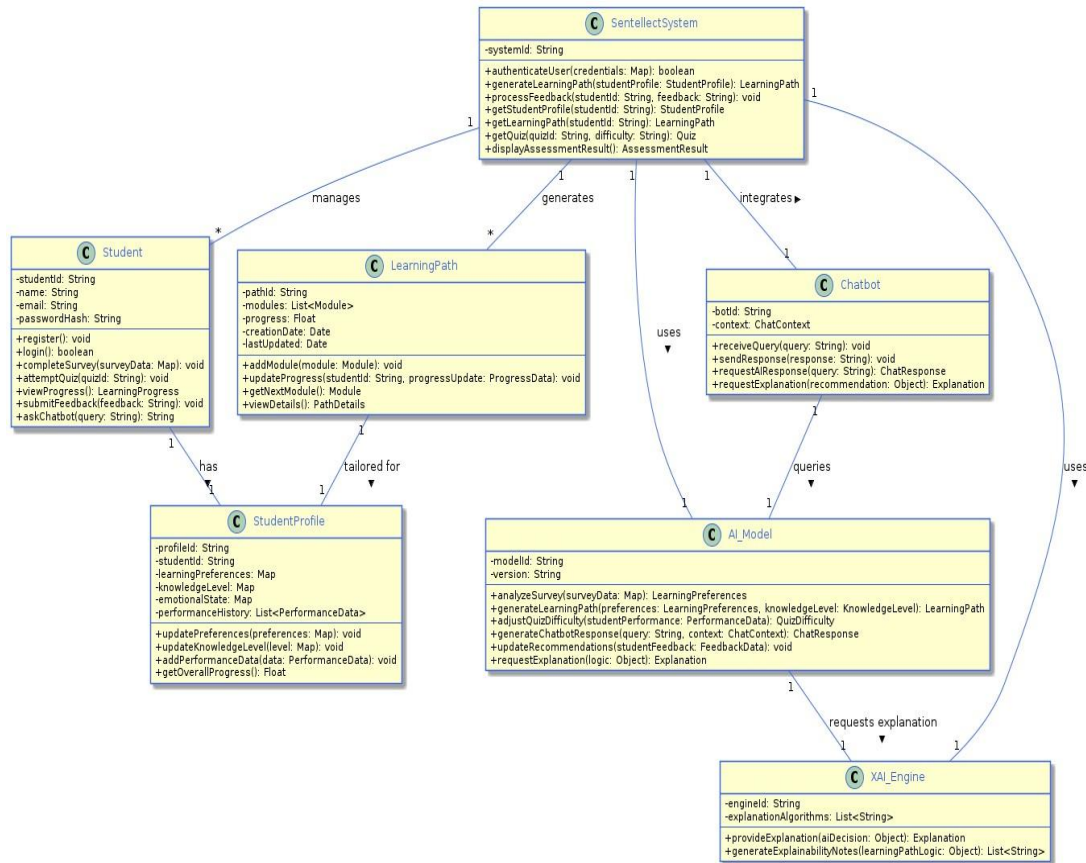 C SentellectSystem
-systemId: String
+authenticateUser(credentials: Map): boolean
+generateLearningPath(studentProfile: StudentProfile): LearningPath
+processFeedback(studentId: String, feedback: String): void
+getStudentProfile(studentId: String): StudentProfile
+getLearningPath(studentId: String): LearningPath
+getQuiz(quizId: String, difficulty: String): Quiz
+displayAssessmentResult(): AssessmentResult
1
1
1
1
1
1
manages
generates
integrates ▶
*
*
1
C Student
-studentId: String
-name: String
-email: String
-passwordHash: String
+register(): void
+login(): boolean
+completeSurvey(surveyData: Map): void
+attemptQuiz(quizId: String): void
+viewProgress(): LearningProgress
+submitFeedback(feedback: String): void
+askChatbot(query: String): String
C LearningPath
-pathId: String
-modules: List<Module>
-progress: Float
-creationDate: Date
-lastUpdated: Date
+addModule(module: Module): void
+updateProgress(studentId: String, progressUpdate: ProgressData): void
+getNextModule(): Module
+viewDetails(): PathDetails
uses
▼
C Chatbot
-botId: String
-context: ChatContext
+receiveQuery(query: String): void
+sendResponse(response: String): void
+requestAIResponse(query: String): ChatResponse
+requestExplanation(recommendation: Object): Explanation
1
1
1
has
▼
tailored for
▼
queries
▼
uses
▼
1
1
1
1
C StudentProfile
-profileId: String
-studentId: String
-learningPreferences: Map
-knowledgeLevel: Map
-emotionalState: Map
-performanceHistory: List<PerformanceData>
+updatePreferences(preferences: Map): void
+updateKnowledgeLevel(level: Map): void
+addPerformanceData(data: PerformanceData): void
+getOverallProgress(): Float
C AI_Model
-modelId: String
-version: String
+analyzeSurvey(surveyData: Map): LearningPreferences
+generateLearningPath(preferences: LearningPreferences, knowledgeLevel: KnowledgeLevel): LearningPath
+adjustQuizDifficulty(studentPerformance: PerformanceData): QuizDifficulty
+generateChatbotResponse(query: String, context: ChatContext): ChatResponse
+updateRecommendations(studentFeedback: FeedbackData): void
+requestExplanation(logic: Object): Explanation
1
requests explanation
▼
1
1
C XAI_Engine
-engineId: String
-explanationAlgorithms: List<String>
+provideExplanation(aiDecision: Object): Explanation
+generateExplainabilityNotes(learningPathLogic: Object): List<String>